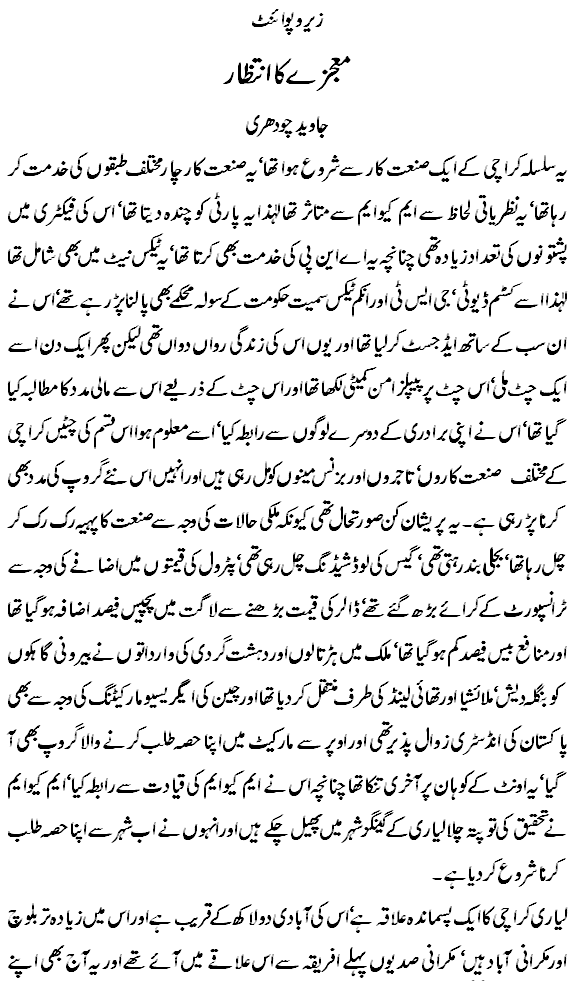 زیرو پوائنٹ
معجزے کا انتظار
جاوید چودھری
یہ سلسلہ کراچی کے ایک صنعت کار سے شروع ہوا تھا‘ یہ صنعت کار چار مختلف طبقوں کی خدمت کر
رہا تھا‘ یہ نظریاتی لحاظ سے ایم کیو ایم سے متاثر تھا لہٰذا یہ پارٹی کو چندہ دیتا تھا‘ اس کی فیکٹری میں
پشتونوں کی تعداد زیادہ تھی چنانچہ یہ اے این پی کی خدمت بھی کرتا تھا‘ یہ ٹیکس نیٹ میں بھی شامل تھا
لہٰذا اسے کسٹم ڈیوٹی‘ جی ایس ٹی اور انکم ٹیکس سمیت حکومت کے سولہ محکمے بھی پالنا پڑ رہے تھے‘ اس نے
ان سب کے ساتھ ایڈجسٹ کر لیا تھا اور یوں اس کی زندگی رواں دواں تھی لیکن پھر ایک دن اسے
ایک چٹ ملی‘ اس چٹ پر پیپلز امن کمیٹی لکھا تھا اور اس چٹ کے ذریعے اس سے مالی مدد کا مطالبہ کیا
گیا تھا‘ اس نے اپنی برادری کے دوسرے لوگوں سے رابطہ کیا‘ اسے معلوم ہوا اس قسم کی چٹیں کراچی
کے مختلف صنعت کاروں‘ تاجروں اور بزنس مینوں کو مل رہی ہیں اور انہیں اس نئے گروپ کی مدد بھی
کرنا پڑ رہی ہے۔ یہ پریشان کن صورتحال تھی کیونکہ ملکی حالات کی وجہ سے صنعت کا پہیہ رک رک کر
چل رہا تھا‘ بجلی بند رہتی تھی‘ گیس کی لوڈ شیڈنگ چل رہی تھی‘ پٹرول کی قیمتوں میں اضافے کی وجہ سے
ٹرانسپورٹ کے کرائے بڑھ گئے تھے‘ ڈالر کی قیمت بڑھنے سے لاگت میں پچیس فیصد اضافہ ہو گیا تھا
اور منافع بیس فیصد کم ہو گیا تھا‘ ملک میں ہڑتالوں اور دہشت گردی کی وارداتوں نے بیرونی گاہکوں
کو بنگلہ دیش‘ ملائشیا اور تھائی لینڈ کی طرف منتقل کر دیا تھا اور چین کی ایگریسیو مارکیٹنگ کی وجہ سے بھی
پاکستان کی انڈسٹری زوال پذیر تھی اور اوپر سے مارکیٹ میں اپنا حصہ طلب کرنے والا گروپ بھی آ
گیا‘ یہ اونٹ کے کوہان پر آخری تنکا تھا چنانچہ اس نے ایم کیو ایم کی قیادت سے رابطہ کیا‘ ایم کیو ایم
نے تحقیق کی تو پتہ چلا لیاری کے گینگز شہر میں پھیل چکے ہیں اور انہوں نے اب شہر سے اپنا حصہ طلب
کرنا شروع کر دیا ہے۔
لیاری کراچی کا ایک پسماندہ علاقہ ہے‘ اس کی آبادی دو لاکھ کے قریب ہے اور اس میں زیادہ تر بلوچ
اور مکرانی آباد ہیں‘ مکرانی صدیوں پہلے افریقہ سے اس علاقے میں آئے تھے اور یہ آج بھی اپنے